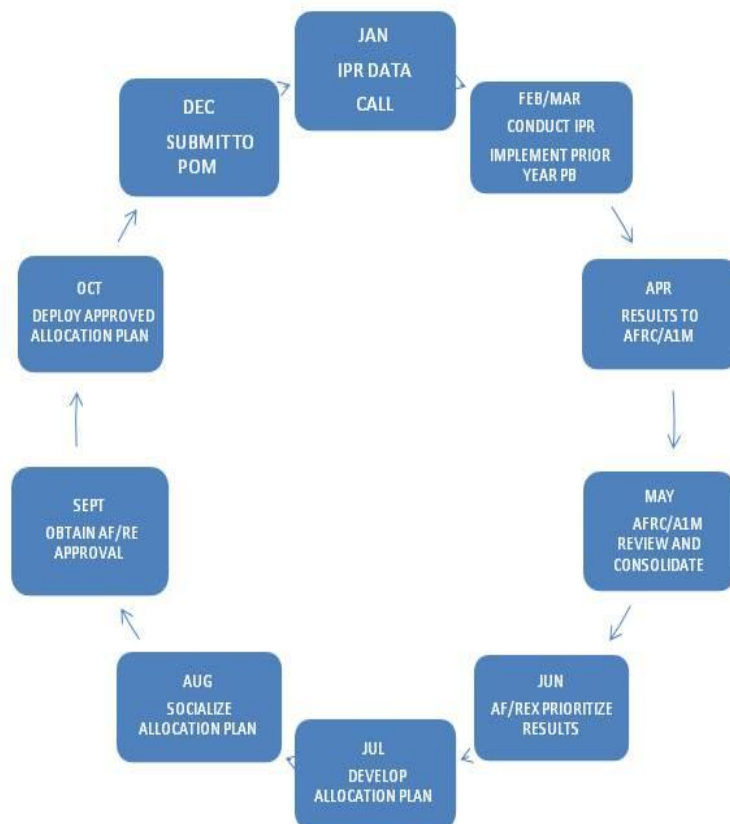 JAN
IPR DATA
CALL
FEB/MAR
CONDUCT IPR
IMPLEMENT PRIOR
YEAR PB
APR
RESULTS TO
AFRC/A1M
MAY
AFRC/A1M
REVIEW AND
CONSOLIDATE
JUN
AF/REX PRIORITIZE
RESULTS
JUL
DEVELOP
ALLOCATION PLAN
AUG
SOCIALIZE
ALLOCATION PLAN
SEPT
OBTAIN AF/RE
APPROVAL
OCT
DEPLOY APPROVED
ALLOCATION PLAN
DEC
SUBMIT TO
POM